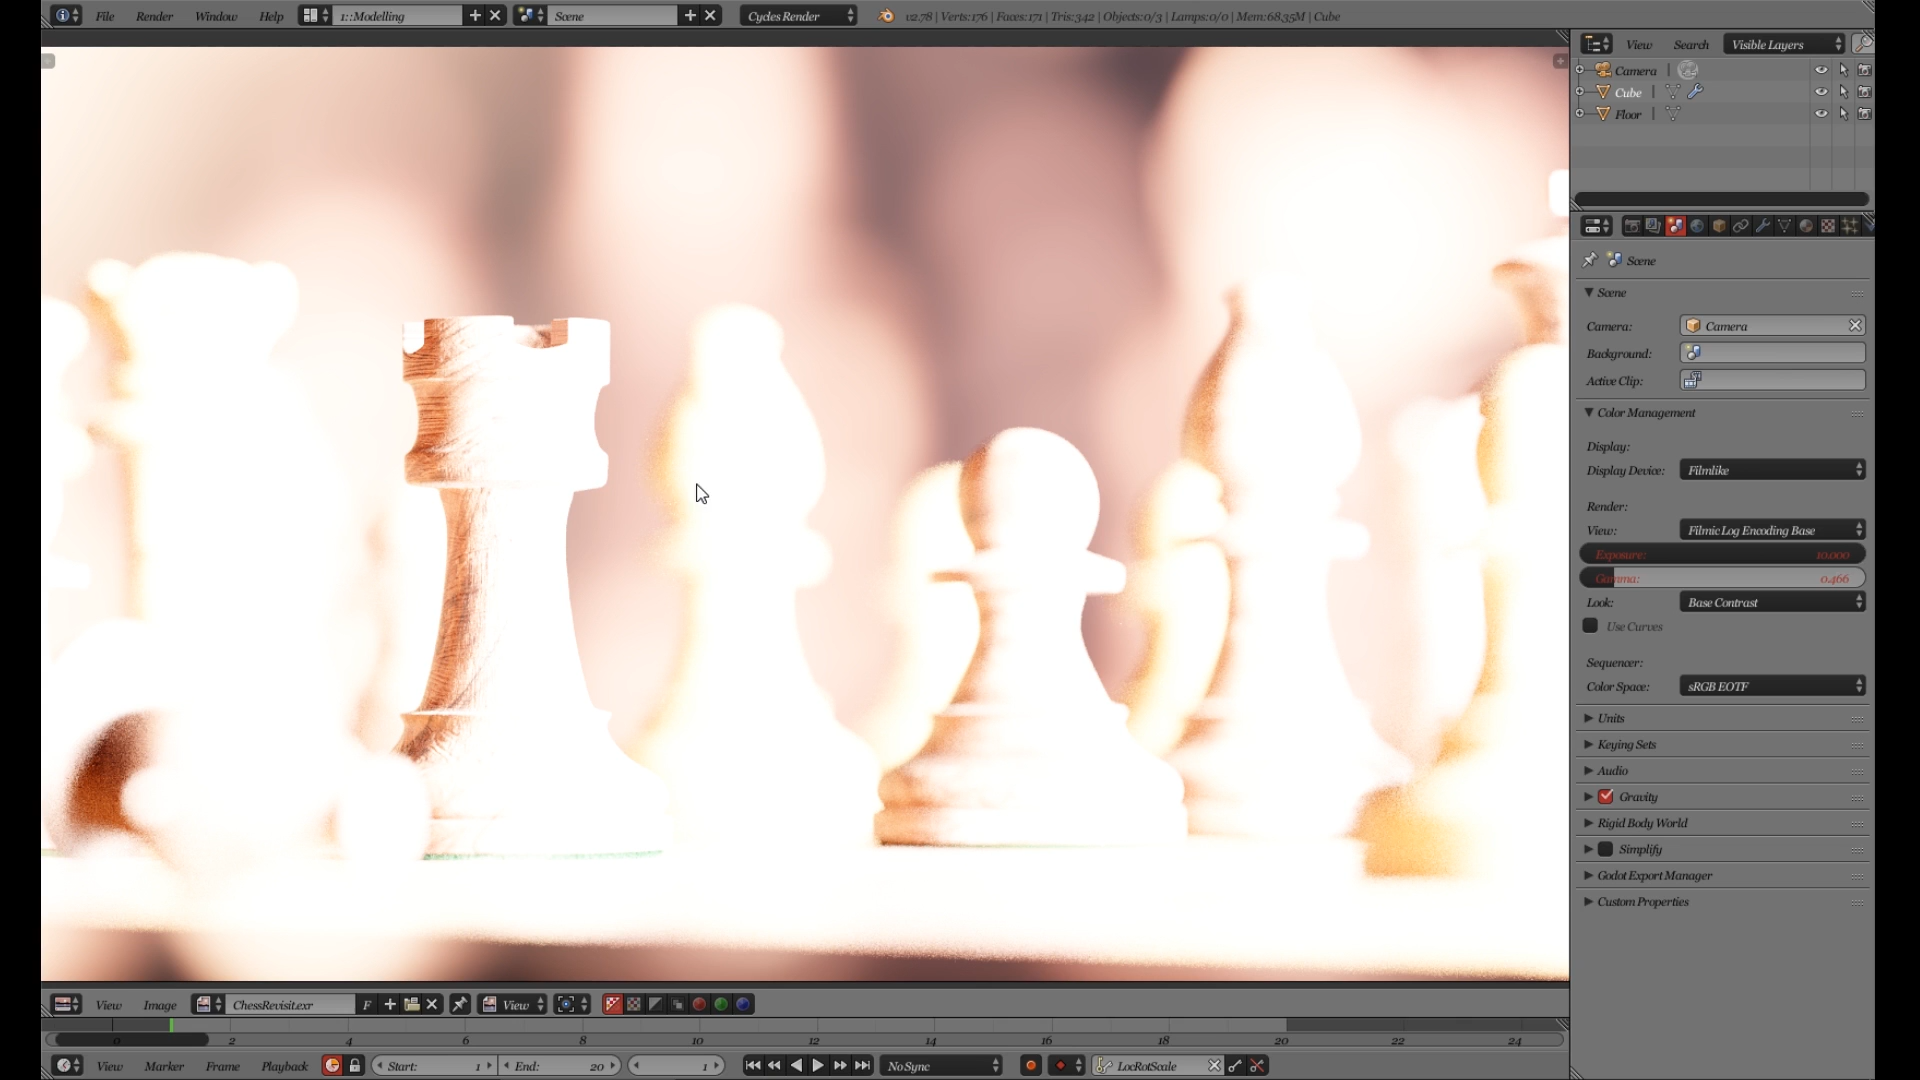 File Render Window Help 1::Modelling Scene Cycles Render v2.78 | Verts:176 | Faces:171 | Tris:342 | Objects:0/3 | Lamps:0/0 | Mem:68.35M | Cube
View Search Visible Layers
Camera
Cube
Floor
Scene
Scene
Camera: Camera
Background:
Active Clip:
Color Management
Display:
Display Device: Filmlike
Render:
View: Filmic Log Encoding Base
Exposure: 10.000
Gamma: 0.466
Look: Base Contrast
Use Curves
Sequencer:
Color Space: sRGB EOTF
Units
Keying Sets
Audio
Gravity
Rigid Body World
Simplify
Godot Export Manager
Custom Properties
View Image ChessRevisit.exr F View
0 2 4 6 8 10 12 14 16 18 20 22 24
View Marker Frame Playback Start: 1 End: 20 1 No Sync LocRotScale